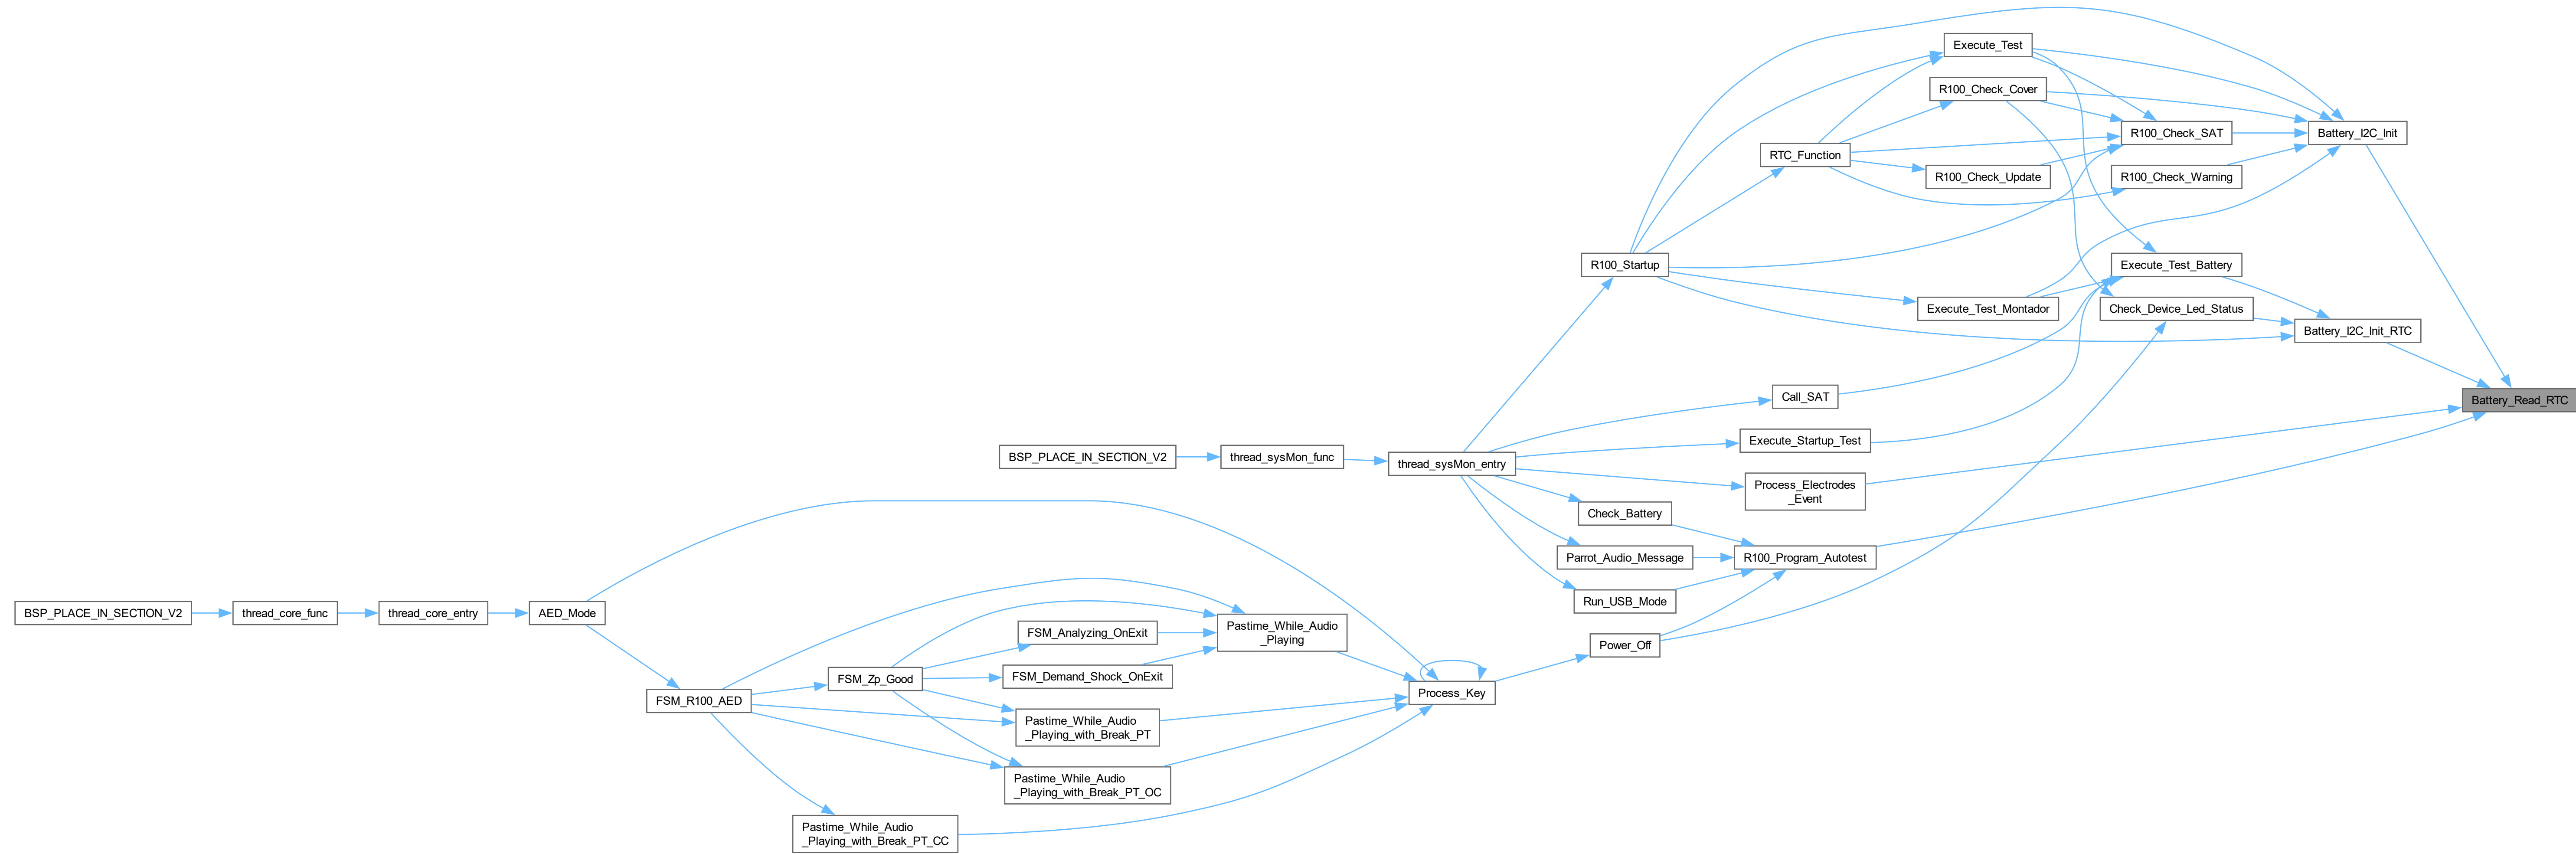 Execute_Test
R100_Check_Cover
R100_Check_SAT
Battery_I2C_Init
RTC_Function
R100_Check_Update
R100_Check_Warning
R100_Startup
Execute_Test_Battery
Execute_Test_Montador
Check_Device_Led_Status
Battery_I2C_Init_RTC
Call_SAT
Battery_Read_RTC
Execute_Startup_Test
BSP_PLACE_IN_SECTION_V2
thread_sysMon_func
thread_sysMon_entry
Process_Electrodes
_Event
Check_Battery
Parrot_Audio_Message
R100_Program_Autotest
Run_USB_Mode
BSP_PLACE_IN_SECTION_V2
thread_core_func
thread_core_entry
AED_Mode
FSM_Analyzing_OnExit
Pastime_While_Audio
_Playing
Power_Off
FSM_Zp_Good
FSM_Demand_Shock_OnExit
FSM_R100_AED
Process_Key
Pastime_While_Audio
_Playing_with_Break_PT
Pastime_While_Audio
_Playing_with_Break_PT_OC
Pastime_While_Audio
_Playing_with_Break_PT_CC